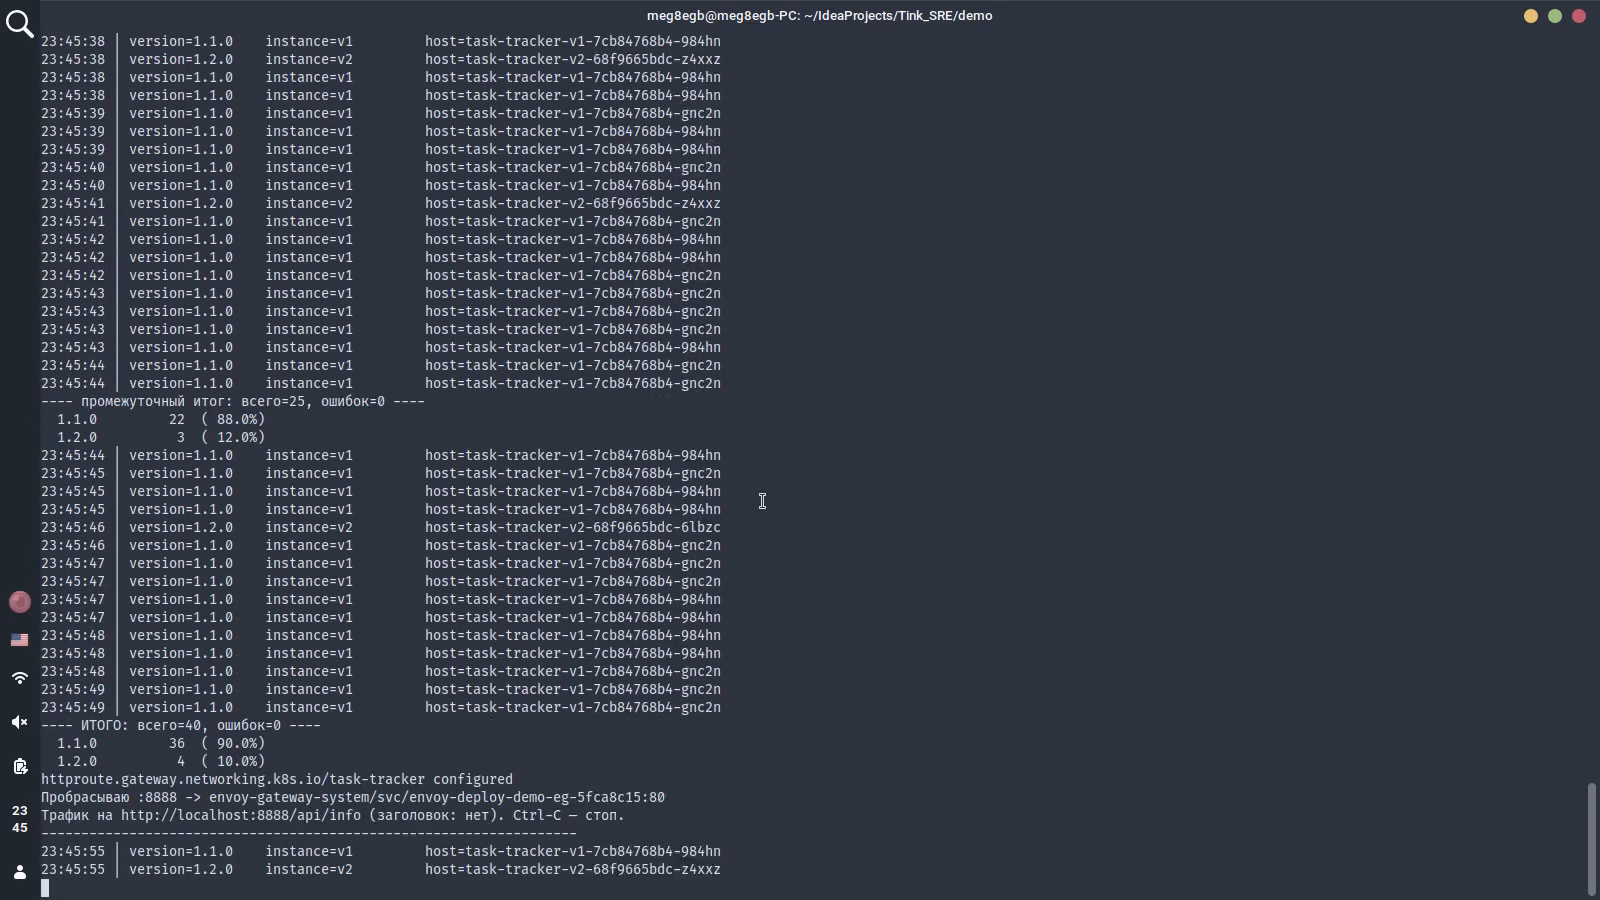 meg8egb@meg8egb-PC: ~/IdeaProjects/Tink_SRE/demo
23:45:38 │ version=1.1.0    instance=v1         host=task-tracker-v1-7cb84768b4-984hn
23:45:38 │ version=1.2.0    instance=v2         host=task-tracker-v2-68f9665bdc-z4xxz
23:45:38 │ version=1.1.0    instance=v1         host=task-tracker-v1-7cb84768b4-984hn
23:45:38 │ version=1.1.0    instance=v1         host=task-tracker-v1-7cb84768b4-984hn
23:45:39 │ version=1.1.0    instance=v1         host=task-tracker-v1-7cb84768b4-gnc2n
23:45:39 │ version=1.1.0    instance=v1         host=task-tracker-v1-7cb84768b4-984hn
23:45:39 │ version=1.1.0    instance=v1         host=task-tracker-v1-7cb84768b4-984hn
23:45:40 │ version=1.1.0    instance=v1         host=task-tracker-v1-7cb84768b4-gnc2n
23:45:40 │ version=1.1.0    instance=v1         host=task-tracker-v1-7cb84768b4-984hn
23:45:41 │ version=1.2.0    instance=v2         host=task-tracker-v2-68f9665bdc-z4xxz
23:45:41 │ version=1.1.0    instance=v1         host=task-tracker-v1-7cb84768b4-gnc2n
23:45:42 │ version=1.1.0    instance=v1         host=task-tracker-v1-7cb84768b4-984hn
23:45:42 │ version=1.1.0    instance=v1         host=task-tracker-v1-7cb84768b4-984hn
23:45:42 │ version=1.1.0    instance=v1         host=task-tracker-v1-7cb84768b4-gnc2n
23:45:43 │ version=1.1.0    instance=v1         host=task-tracker-v1-7cb84768b4-gnc2n
23:45:43 │ version=1.1.0    instance=v1         host=task-tracker-v1-7cb84768b4-gnc2n
23:45:43 │ version=1.1.0    instance=v1         host=task-tracker-v1-7cb84768b4-gnc2n
23:45:43 │ version=1.1.0    instance=v1         host=task-tracker-v1-7cb84768b4-984hn
23:45:44 │ version=1.1.0    instance=v1         host=task-tracker-v1-7cb84768b4-gnc2n
23:45:44 │ version=1.1.0    instance=v1         host=task-tracker-v1-7cb84768b4-gnc2n
---- промежуточный итог: всего=25, ошибок=0 ----
  1.1.0         22  ( 88.0%)
  1.2.0          3  ( 12.0%)
23:45:44 │ version=1.1.0    instance=v1         host=task-tracker-v1-7cb84768b4-984hn
23:45:45 │ version=1.1.0    instance=v1         host=task-tracker-v1-7cb84768b4-gnc2n
23:45:45 │ version=1.1.0    instance=v1         host=task-tracker-v1-7cb84768b4-984hn
23:45:45 │ version=1.1.0    instance=v1         host=task-tracker-v1-7cb84768b4-984hn
23:45:46 │ version=1.2.0    instance=v2         host=task-tracker-v2-68f9665bdc-6lbzc
23:45:46 │ version=1.1.0    instance=v1         host=task-tracker-v1-7cb84768b4-gnc2n
23:45:47 │ version=1.1.0    instance=v1         host=task-tracker-v1-7cb84768b4-gnc2n
23:45:47 │ version=1.1.0    instance=v1         host=task-tracker-v1-7cb84768b4-gnc2n
23:45:47 │ version=1.1.0    instance=v1         host=task-tracker-v1-7cb84768b4-984hn
23:45:47 │ version=1.1.0    instance=v1         host=task-tracker-v1-7cb84768b4-984hn
23:45:48 │ version=1.1.0    instance=v1         host=task-tracker-v1-7cb84768b4-984hn
23:45:48 │ version=1.1.0    instance=v1         host=task-tracker-v1-7cb84768b4-984hn
23:45:48 │ version=1.1.0    instance=v1         host=task-tracker-v1-7cb84768b4-gnc2n
23:45:49 │ version=1.1.0    instance=v1         host=task-tracker-v1-7cb84768b4-gnc2n
23:45:49 │ version=1.1.0    instance=v1         host=task-tracker-v1-7cb84768b4-gnc2n
---- ИТОГО: всего=40, ошибок=0 ----
  1.1.0         36  ( 90.0%)
  1.2.0          4  ( 10.0%)
httproute.gateway.networking.k8s.io/task-tracker configured
Пробрасываю :8888 -> envoy-gateway-system/svc/envoy-deploy-demo-eg-5fca8c15:80
Трафик на http://localhost:8888/api/info (заголовок: нет). Ctrl-C — стоп.
-------------------------------------------------------------------
23:45:55 │ version=1.1.0    instance=v1         host=task-tracker-v1-7cb84768b4-984hn
23:45:55 │ version=1.2.0    instance=v2         host=task-tracker-v2-68f9665bdc-z4xxz
23
45